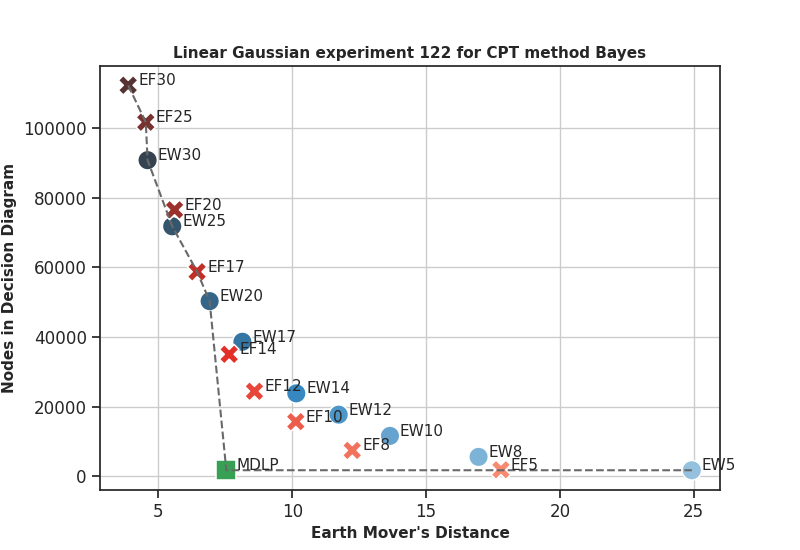 Linear Gaussian experiment 122 for CPT method Bayes
Nodes in Decision Diagram
100000
80000
60000
40000
20000
0
EF30
EF25
EW30
EF20
EW25
EF17
EW20
EW17
EF14
EF12
EW14
EW12
EF10
EW10
EF8
EW8
MDLP
EF5
EW5
5
10
15
20
25
Earth Mover's Distance